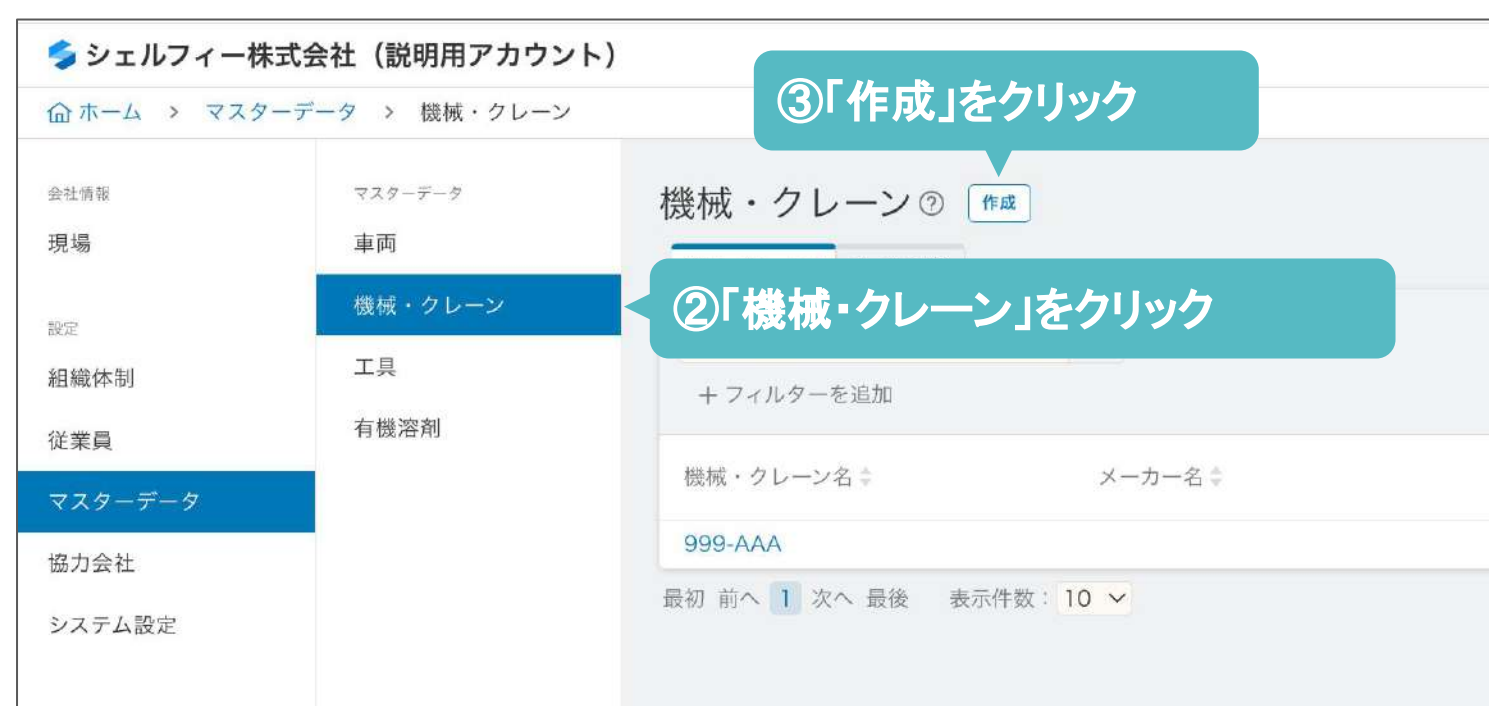 シェルフィー株式会社（説明用アカウント）
ホーム > マスターデータ > 機械・クレーン
③「作成」をクリック
会社情報
現場
設定
組織体制
従業員
マスターデータ
協力会社
システム設定
マスターデータ
車両
機械・クレーン
工具
有機溶剤
機械・クレーン? 作成
②「機械・クレーン」をクリック
＋フィルターを追加
機械・クレーン名 メーカー名
999-AAA
最初 前へ 1 次へ 最後 表示件数：10